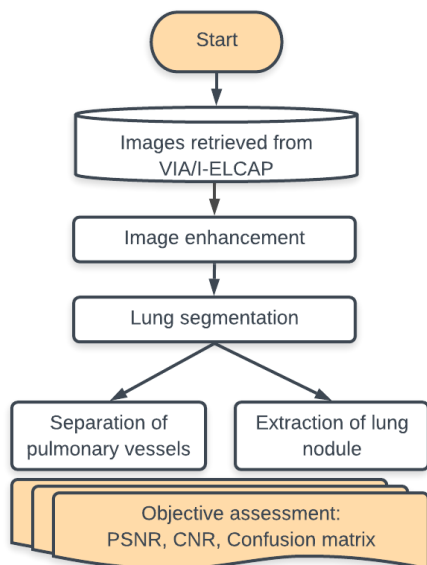 Start
Images retrieved from
VIA/I-ELCAP
Image enhancement
Lung segmentation
Separation of
pulmonary vessels
Extraction of lung
nodule
Objective assessment:
PSNR, CNR, Confusion matrix